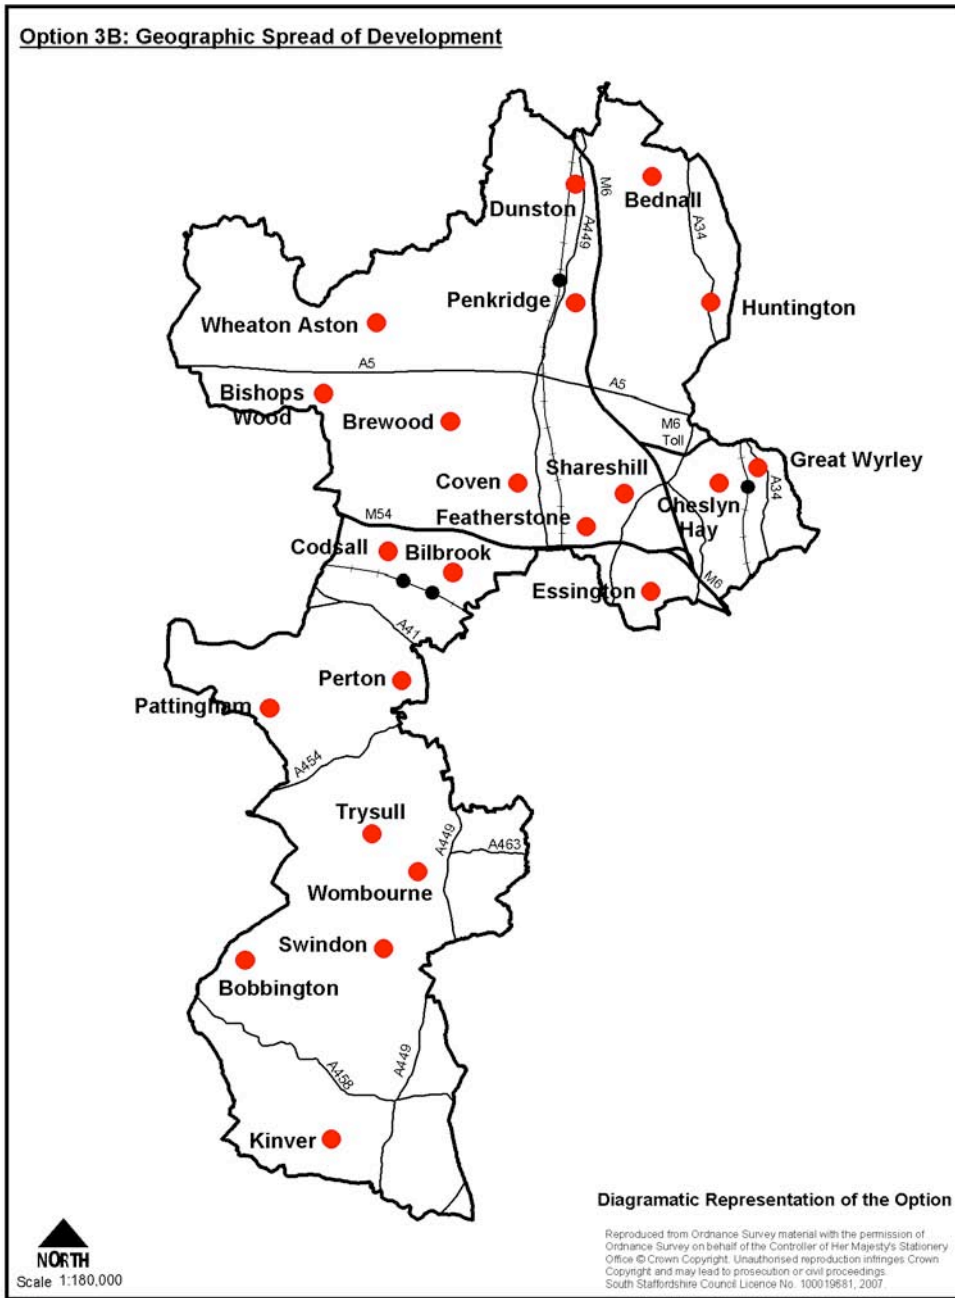 Option 3B: Geographic Spread of Development
M6
Bednall
Dunston
A449
A34
Penkridge
Huntington
Wheaton Aston
A5
A5
Bishops
Wood
Brewood
M6
Toll
Great Wyrley
Shareshill
Coven
Cheslyn
Hay
A34
Featherstone
M54
Codsall
Bilbrook
Essington
M6
A41
Perton
Pattingham
A454
Trysull
A449
A463
Wombourne
Swindon
Bobbington
A458
A449
Kinver
Diagramatic Representation of the Option
NORTH
Scale 1:180,000
Reproduced from Ordnance Survey material with the permission of
Ordnance Survey on behalf of the Controller of Her Majesty's Stationery
Office © Crown Copyright. Unauthorised reproduction infringes Crown
Copyright and may lead to prosecution or civil proceedings.
South Staffordshire Council Licence No. 100019681, 2007